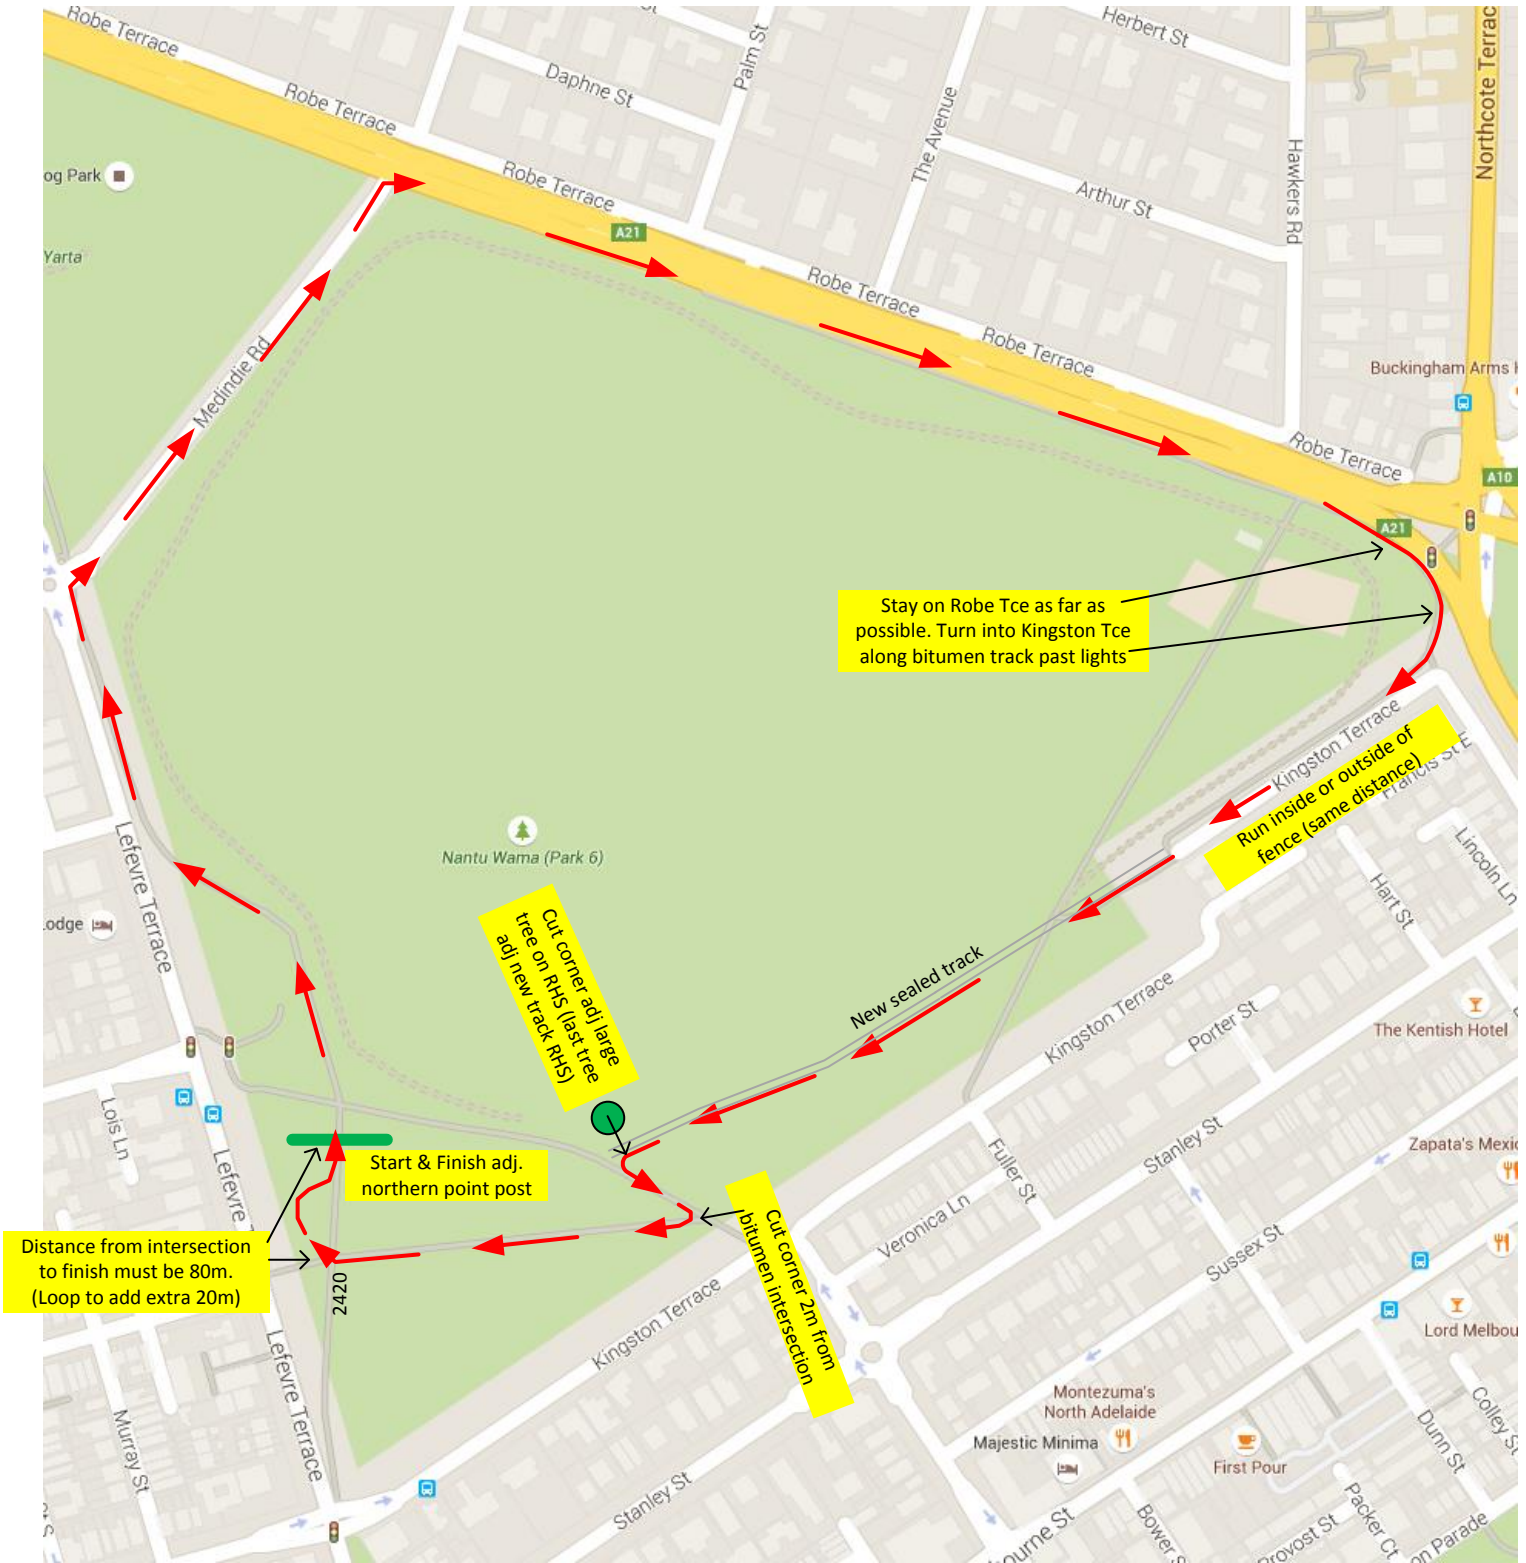 Robe Terrace
Robe Terrace
Robe Terrace
Robe Terrace
Robe Terrace
Robe Terrace
Daphne St
Palm St
The Avenue
Herbert St
Arthur St
Hawkers Rd
Northcote Terrac
og Park
Yarta
A21
Medindie Rd
Buckingham Arms H
A10
A21
Stay on Robe Tce as far as
possible. Turn into Kingston Tce
along bitumen track past lights
Kingston Terrace
Kingston Terrace
Francis St E
Run inside or outside of
fence (same distance)
Lincoln Ln
Hart St
Nantu Wama (Park 6)
Lefevre Terrace
odge
Cut corner adj large
tree on RHS (last tree
adj new track RHS)
New sealed track
Kingston Terrace
Porter St
The Kentish Hotel
Lois Ln
Start & Finish adj.
northern point post
Lefevre Te
Distance from intersection
to finish must be 80m.
(Loop to add extra 20m)
2420
Cut corner 2m from
bitumen intersection
Fuller St
Veronica Ln
Stanley St
Zapata's Mexic
Sussex St
Lord Melbou
Kingston Terrace
Lefevre Terrace
Murray St
Stanley St
Montezuma's
North Adelaide
Majestic Minima
First Pour
Colley St
Dunn St
Packer Ct
Provost St
Bower S
bourne St
on Parade